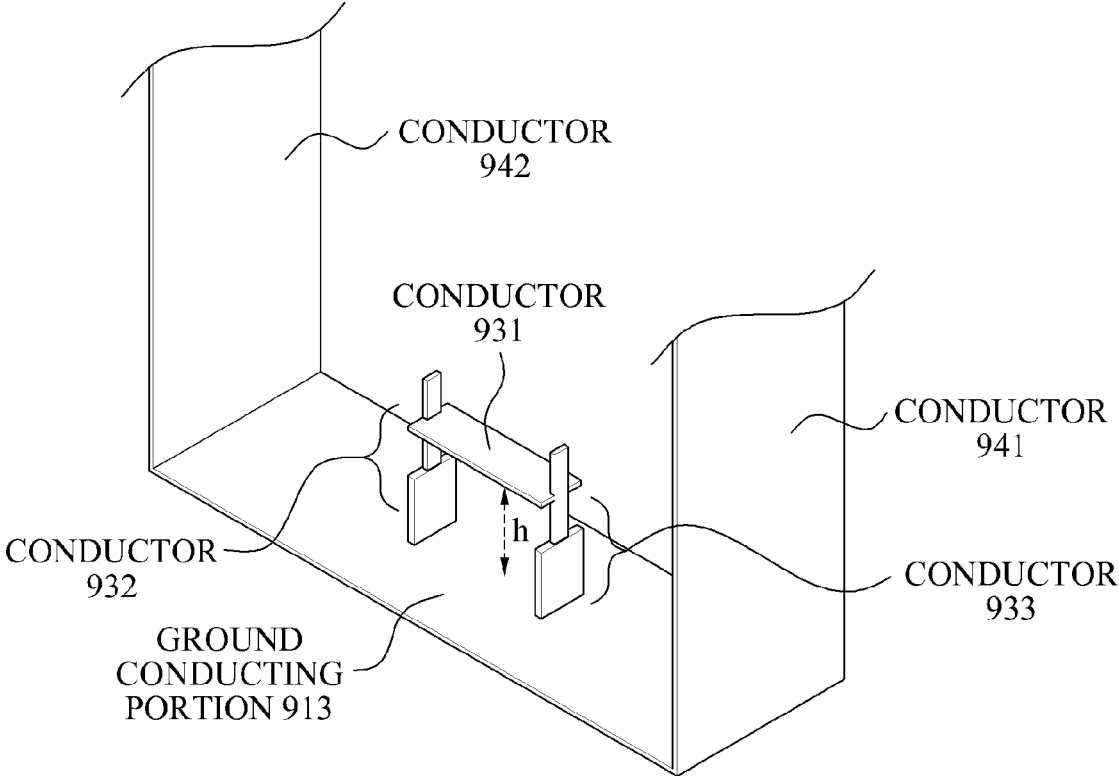 CONDUCTOR
942
CONDUCTOR
931
CONDUCTOR
941
h
CONDUCTOR
932
CONDUCTOR
933
GROUND
CONDUCTING
PORTION 913